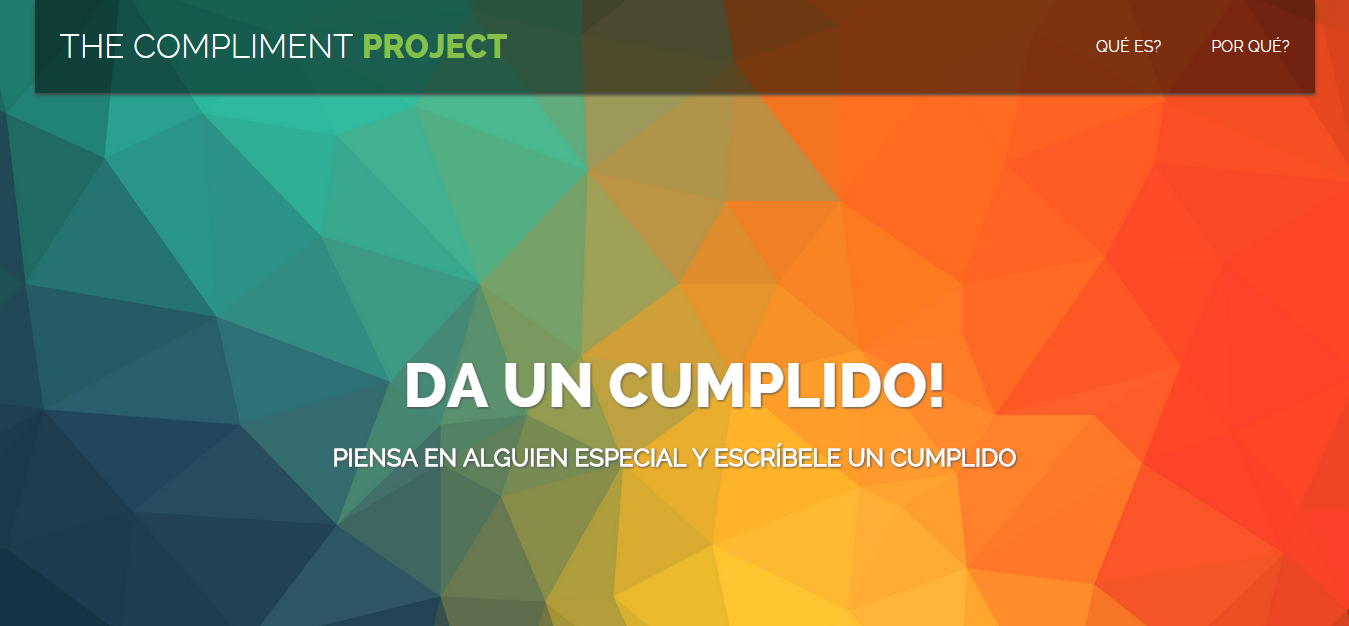 THE COMPLIMENT PROJECT
QUÉ ES?
POR QUÉ?
DA UN CUMPLIDO!
PIENSA EN ALGUIEN ESPECIAL Y ESCRÍBELE UN CUMPLIDO